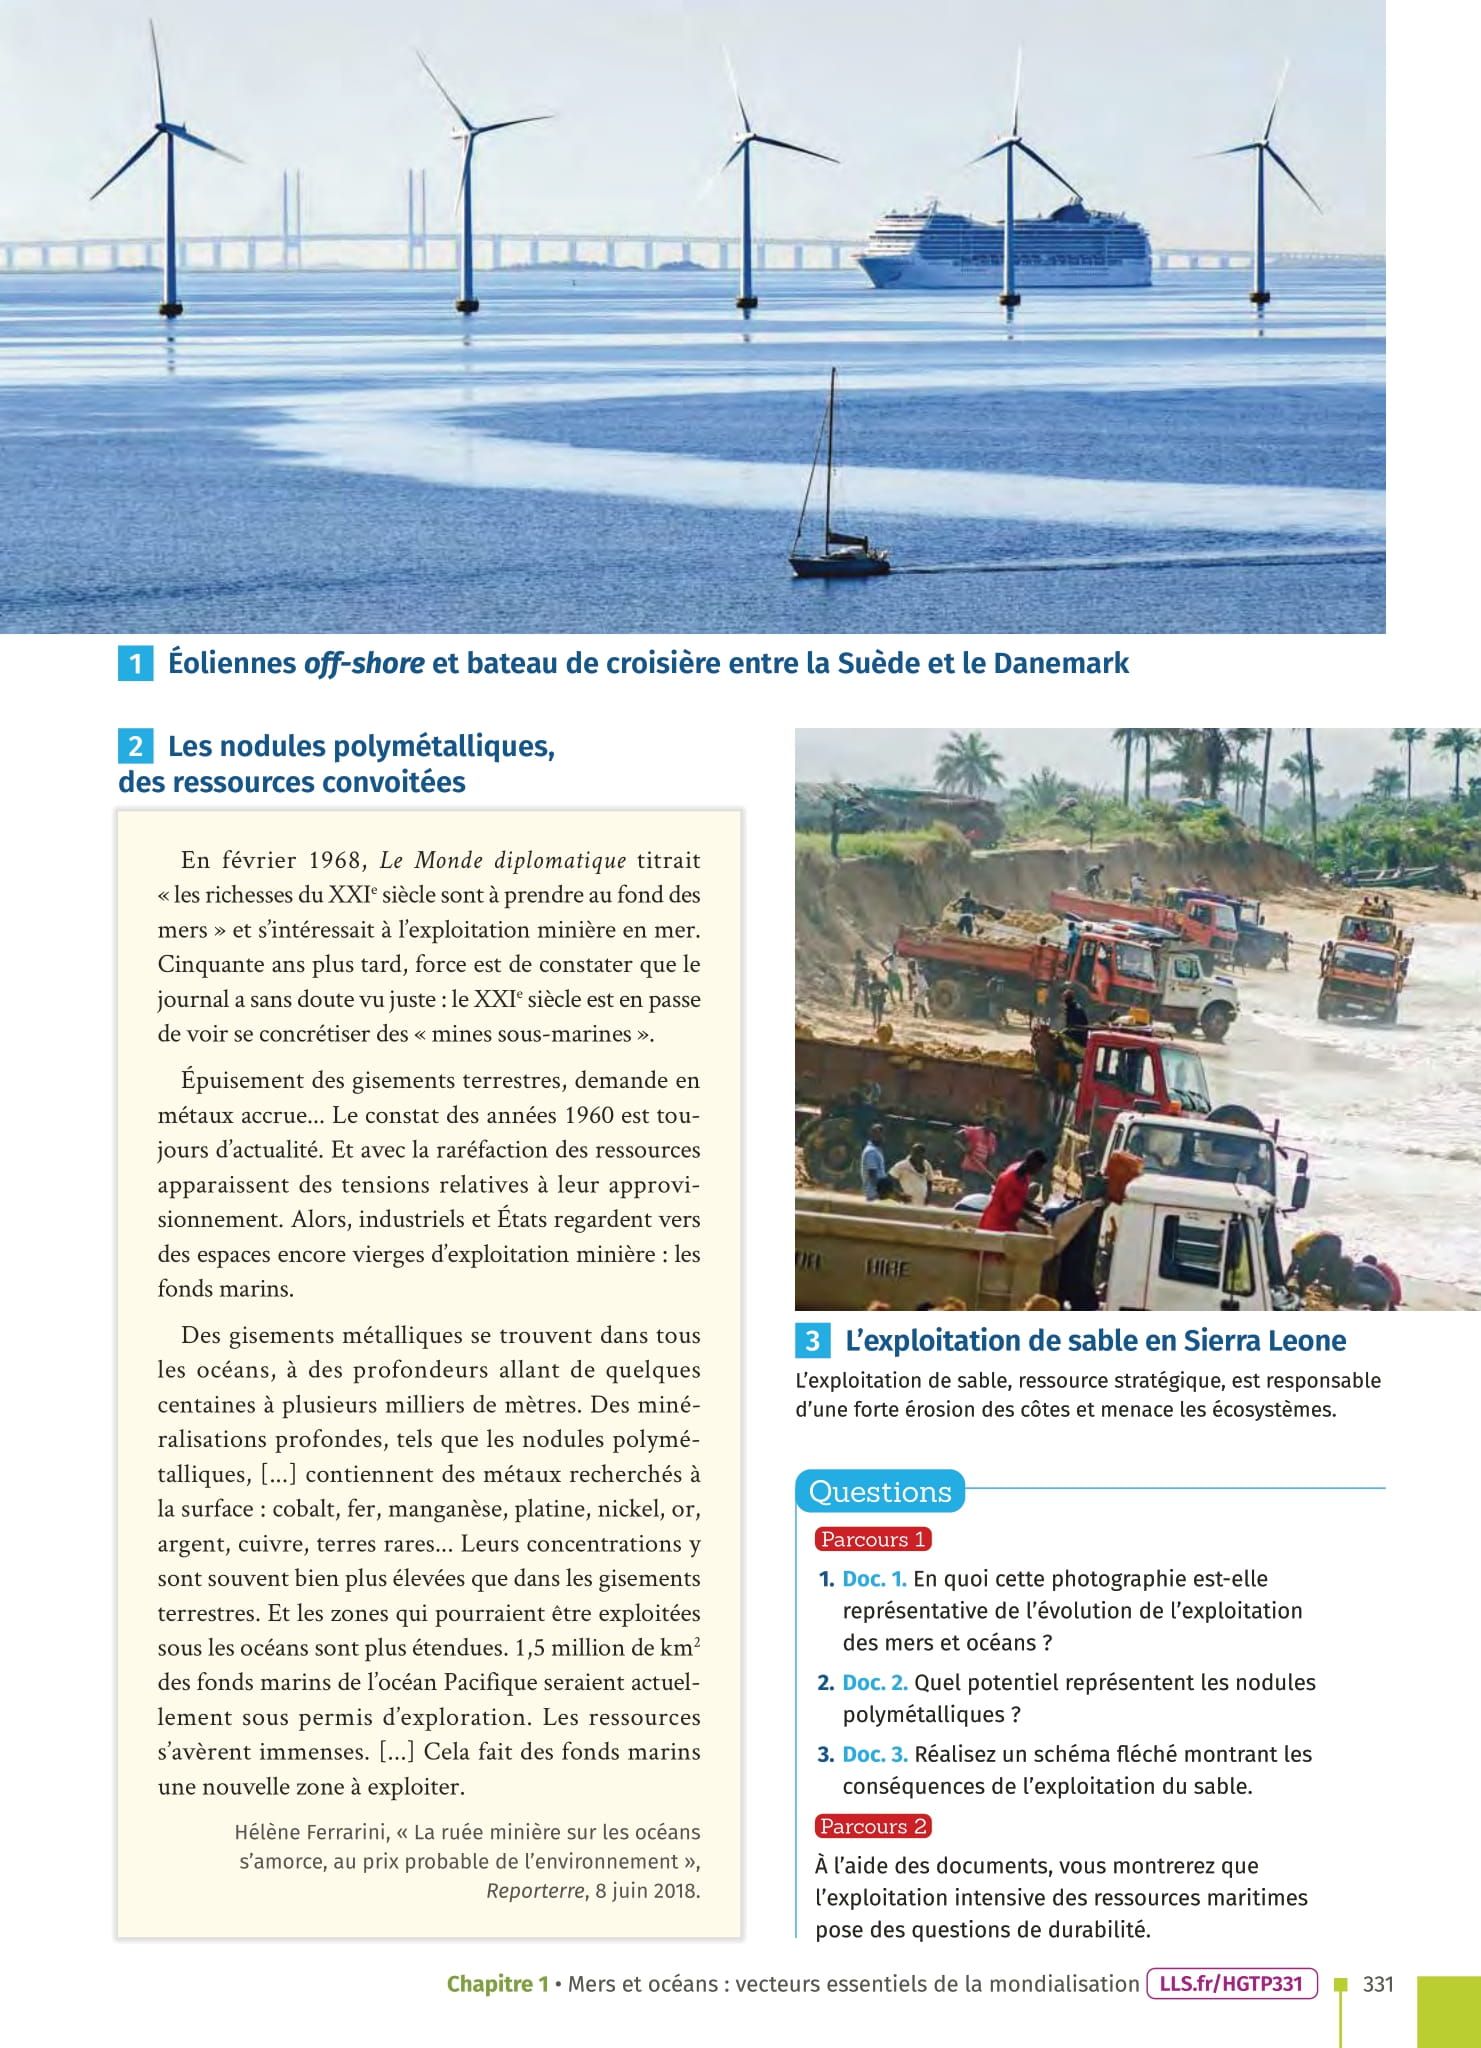 1 Éoliennes off-shore et bateau de croisière entre la Suède et le Danemark
2 Les nodules polymétalliques,
des ressources convoitées
En février 1968, Le Monde diplomatique titrait
« les richesses du XXIe siècle sont à prendre au fond des
mers » et s’intéressait à l’exploitation minière en mer.
Cinquante ans plus tard, force est de constater que le
journal a sans doute vu juste : le XXIe siècle est en passe
de voir se concrétiser des « mines sous-marines ».
Épuisement des gisements terrestres, demande en
métaux accrue... Le constat des années 1960 est tou-
jours d’actualité. Et avec la raréfaction des ressources
apparaissent des tensions relatives à leur approvi-
sionnement. Alors, industriels et États regardent vers
des espaces encore vierges d’exploitation minière : les
fonds marins.
Des gisements métalliques se trouvent dans tous
les océans, à des profondeurs allant de quelques
centaines à plusieurs milliers de mètres. Des miné-
ralisations profondes, tels que les nodules polymé-
talliques, [...] contiennent des métaux recherchés à
la surface : cobalt, fer, manganèse, platine, nickel, or,
argent, cuivre, terres rares... Leurs concentrations y
sont souvent bien plus élevées que dans les gisements
terrestres. Et les zones qui pourraient être exploitées
sous les océans sont plus étendues. 1,5 million de km²
des fonds marins de l’océan Pacifique seraient actuel-
lement sous permis d’exploration. Les ressources
s’avèrent immenses. [...] Cela fait des fonds marins
une nouvelle zone à exploiter.
Hélène Ferrarini, « La ruée minière sur les océans
s’amorce, au prix probable de l’environnement »,
Reporterre, 8 juin 2018.
HIRE
3 L’exploitation de sable en Sierra Leone
L’exploitation de sable, ressource stratégique, est responsable
d’une forte érosion des côtes et menace les écosystèmes.
Questions
Parcours 1
1. Doc. 1. En quoi cette photographie est-elle
représentative de l’évolution de l’exploitation
des mers et océans ?
2. Doc. 2. Quel potentiel représentent les nodules
polymétalliques ?
3. Doc. 3. Réalisez un schéma fléché montrant les
conséquences de l’exploitation du sable.
Parcours 2
À l’aide des documents, vous montrerez que
l’exploitation intensive des ressources maritimes
pose des questions de durabilité.
Chapitre 1 • Mers et océans : vecteurs essentiels de la mondialisation LLS.fr/HGTP331 331